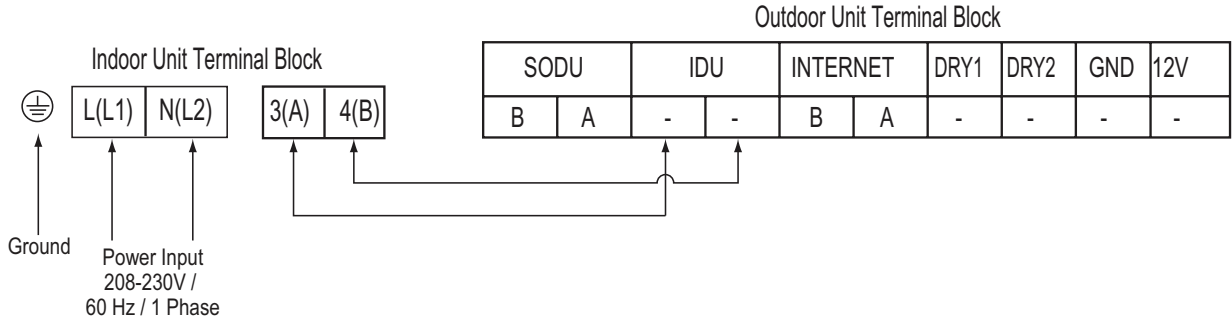 Outdoor Unit Terminal Block
Indoor Unit Terminal Block
SODU IDU INTERNET DRY1 DRY2 GND 12V
B A - - B A - - - -
L(L1) N(L2) 3(A) 4(B)
Ground
Power Input
208-230V /
60 Hz / 1 Phase